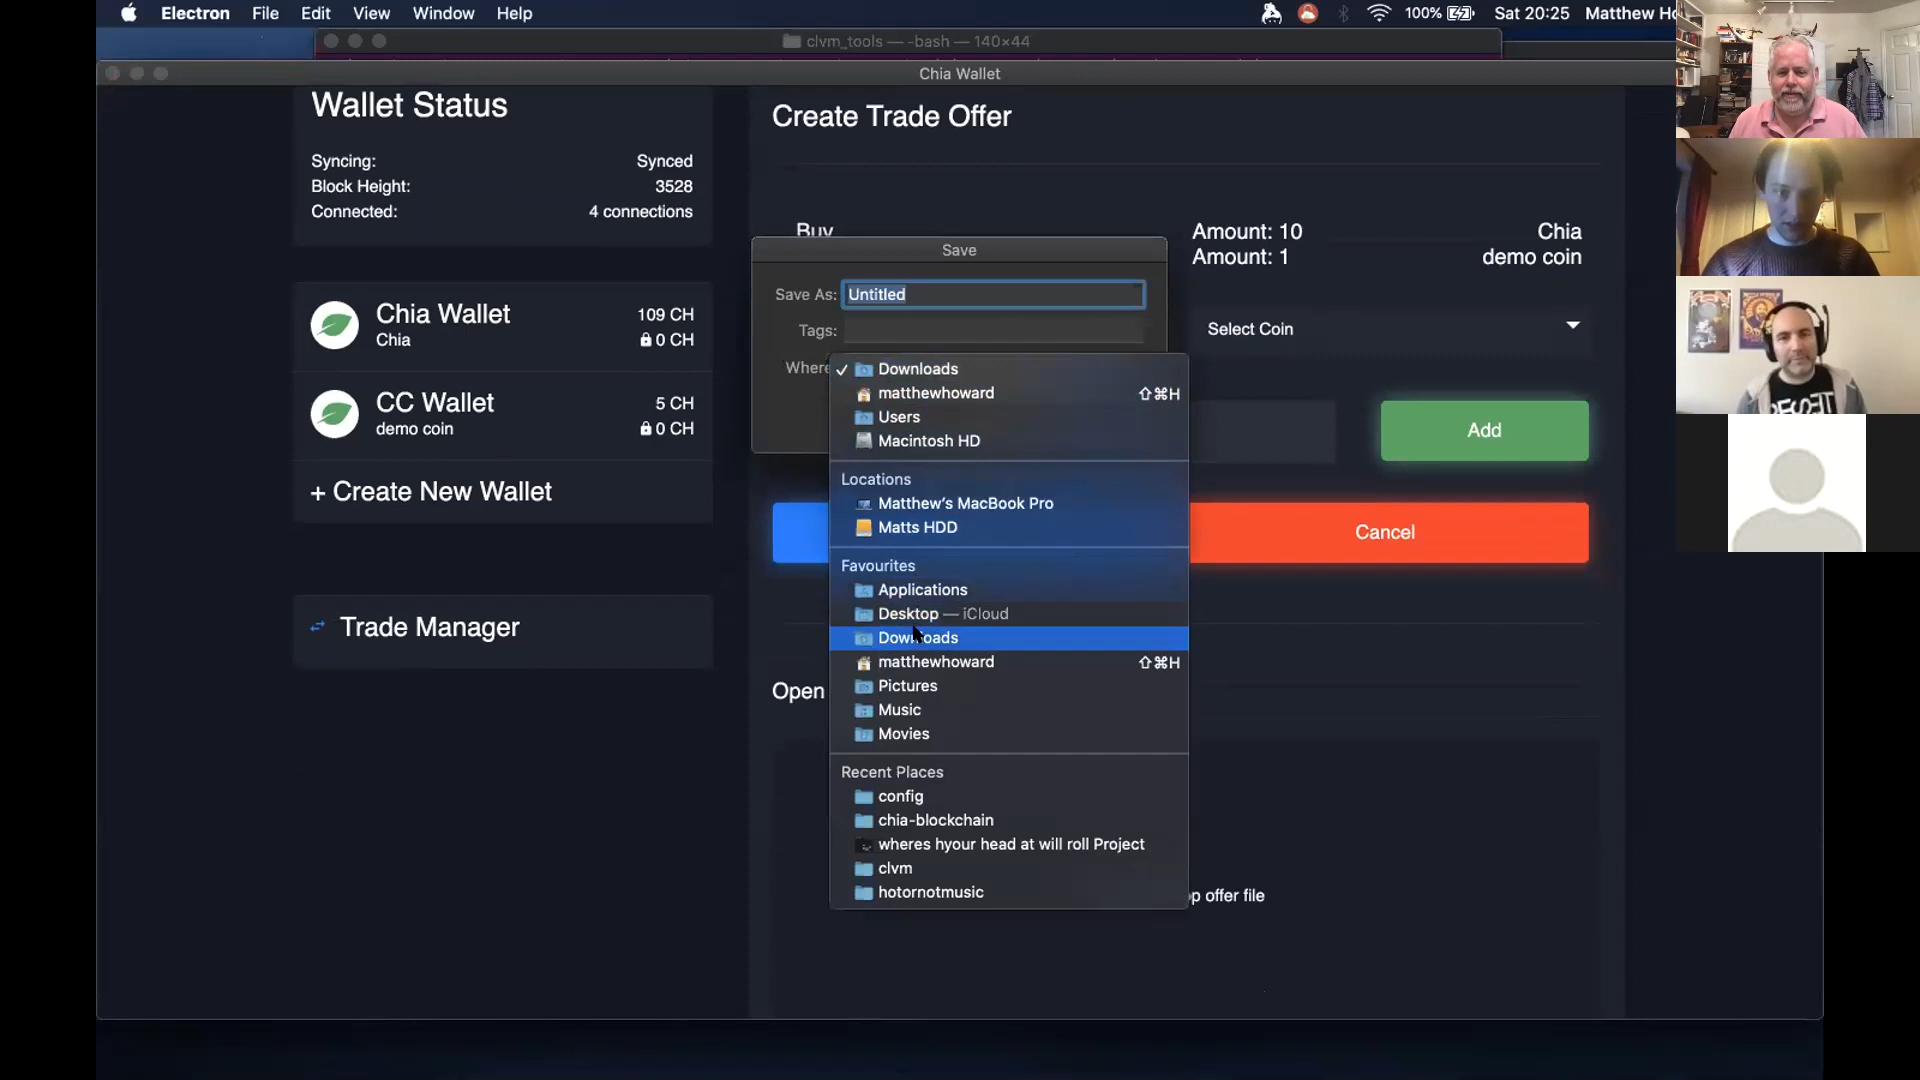 Electron File Edit View Window Help 100% Sat 20:25 Matthew Ho
clvm_tools — -bash — 140×44
Chia Wallet
Wallet Status
Syncing: Synced
Block Height: 3528
Connected: 4 connections
Chia Wallet 109 CH
Chia 0 CH
CC Wallet 5 CH
demo coin 0 CH
+ Create New Wallet
Trade Manager
Create Trade Offer
Buy Amount: 10 Chia
Amount: 1 demo coin
Select Coin
Add
Cancel
Open
p offer file
Save
Save As: Untitled
Tags:
Where
✓ Downloads
matthewhoward ⇧⌘H
Users
Macintosh HD
Locations
Matthew’s MacBook Pro
Matts HDD
Favourites
Applications
Desktop — iCloud
Downloads
matthewhoward ⇧⌘H
Pictures
Music
Movies
Recent Places
config
chia-blockchain
wheres hyour head at will roll Project
clvm
hotornotmusic